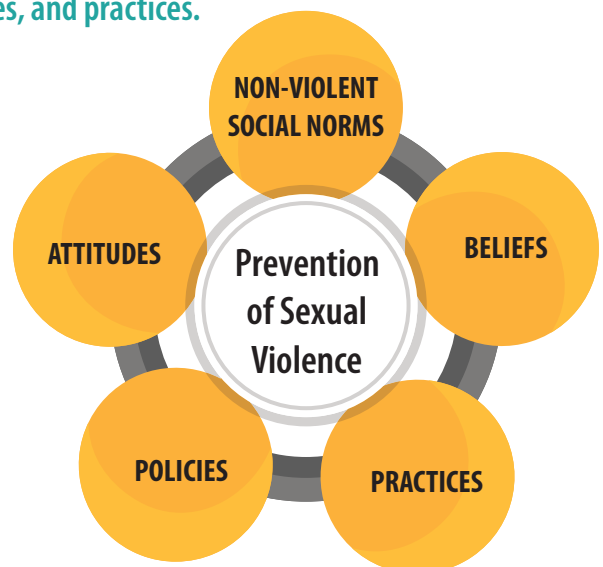 es, and practices.
NON-VIOLENT
SOCIAL NORMS
ATTITUDES
BELIEFS
Prevention
of Sexual
Violence
POLICIES
PRACTICES